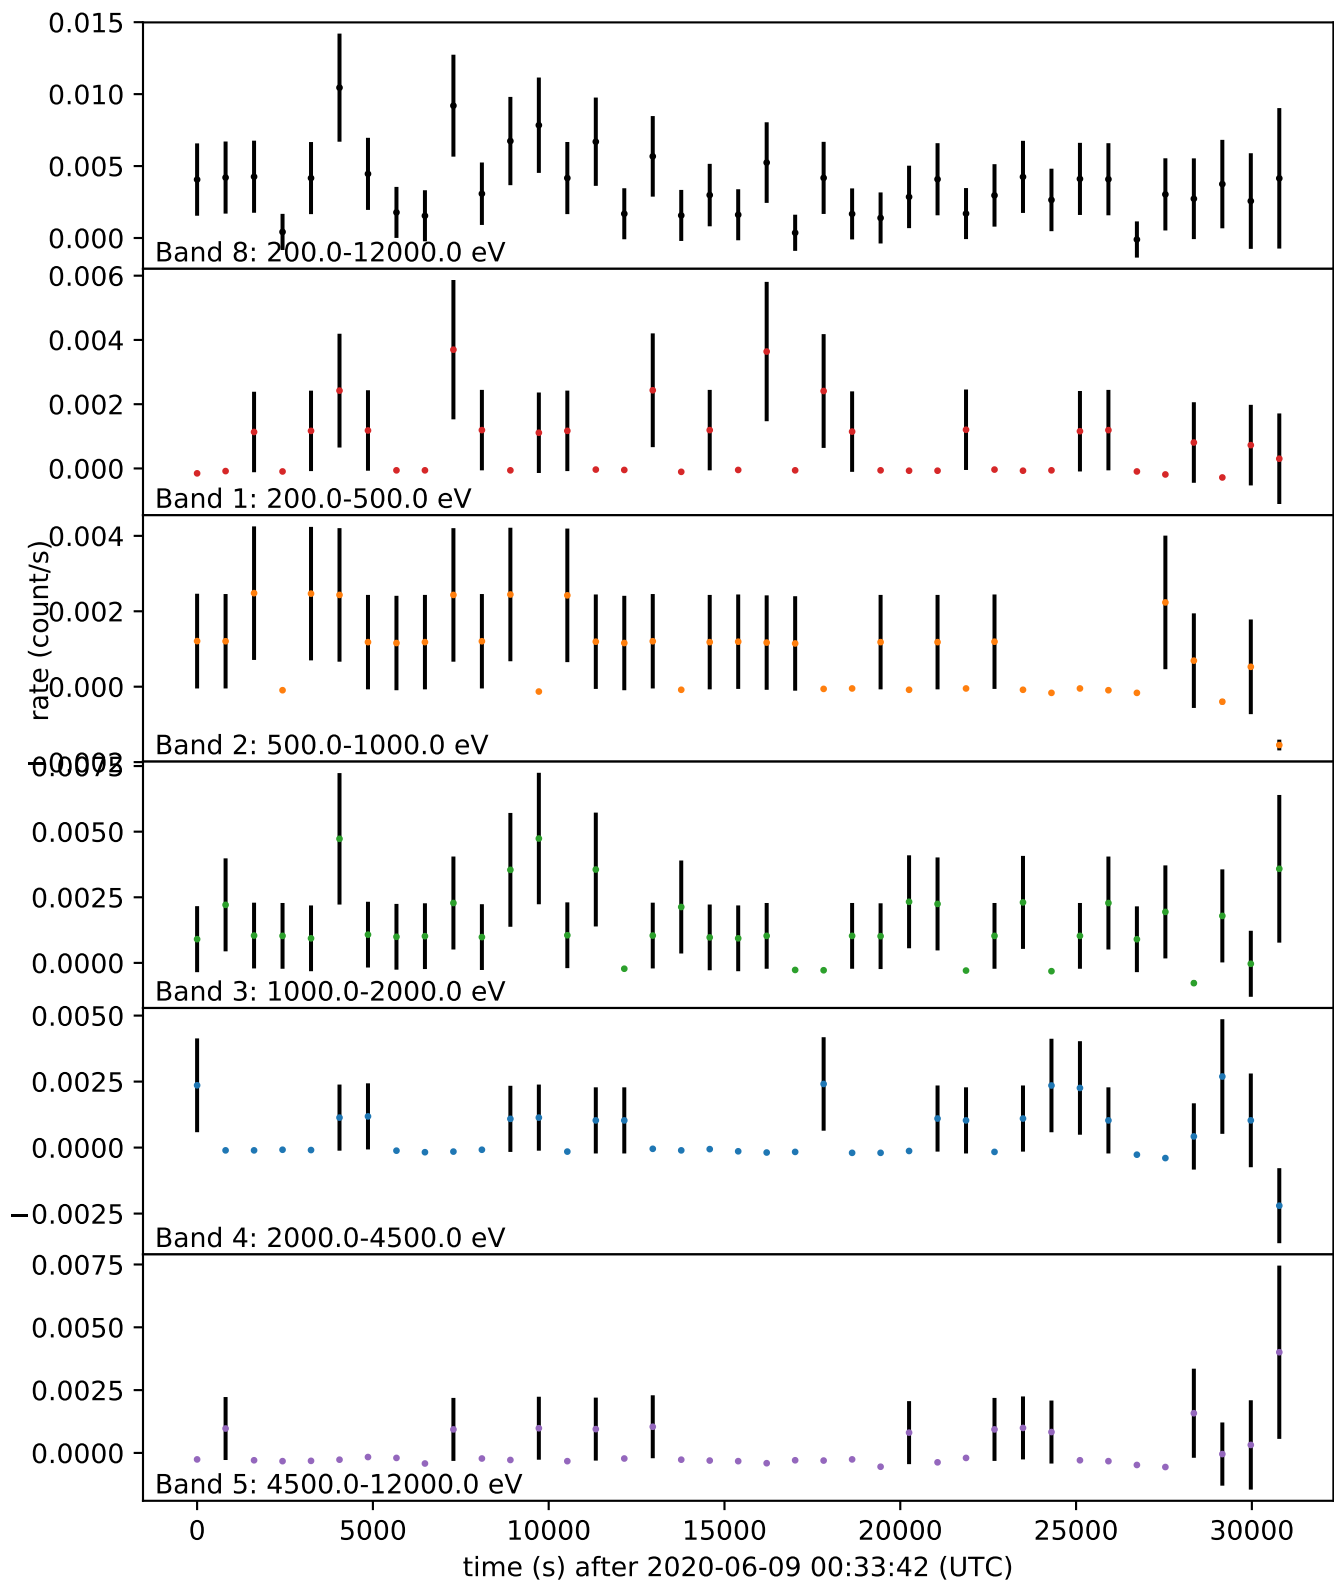 0.015
0.010
0.005
0.000
Band 8: 200.0-12000.0 eV
0.006
0.004
0.002
0.000
Band 1: 200.0-500.0 eV
rate (count/s)
0.004
0.002
0.000
−0.002
Band 2: 500.0-1000.0 eV
0.0075
0.0050
0.0025
0.0000
Band 3: 1000.0-2000.0 eV
0.0050
0.0025
0.0000
−0.0025
Band 4: 2000.0-4500.0 eV
0.0075
0.0050
0.0025
0.0000
Band 5: 4500.0-12000.0 eV
0 5000 10000 15000 20000 25000 30000
time (s) after 2020-06-09 00:33:42 (UTC)